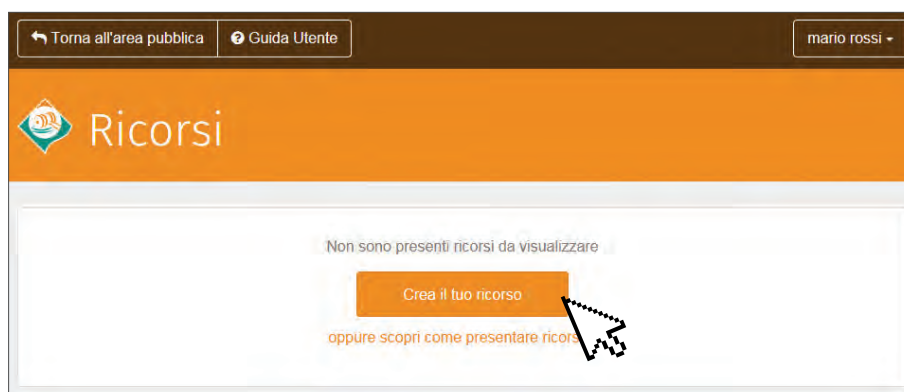 Torna all'area pubblica Guida Utente mario rossi
Ricorsi
Non sono presenti ricorsi da visualizzare
Crea il tuo ricorso
oppure scopri come presentare